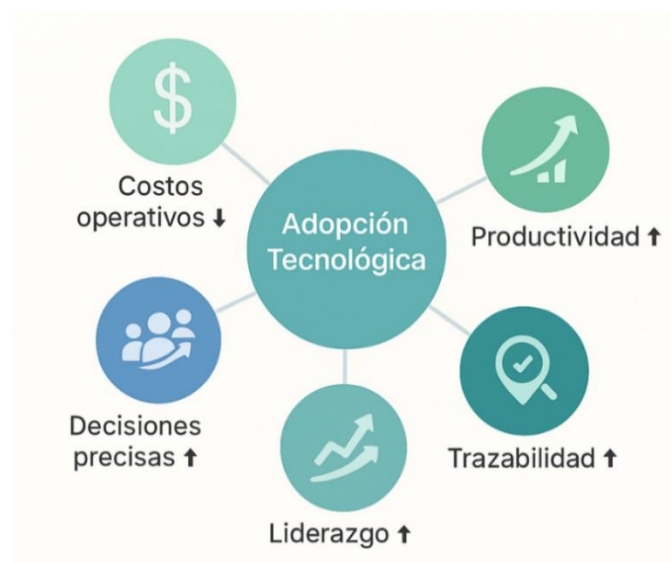 $
Costos
operativos ↓
Adopción
Tecnológica
Productividad ↑
Decisiones
precisas ↑
Trazabilidad ↑
Liderazgo ↑